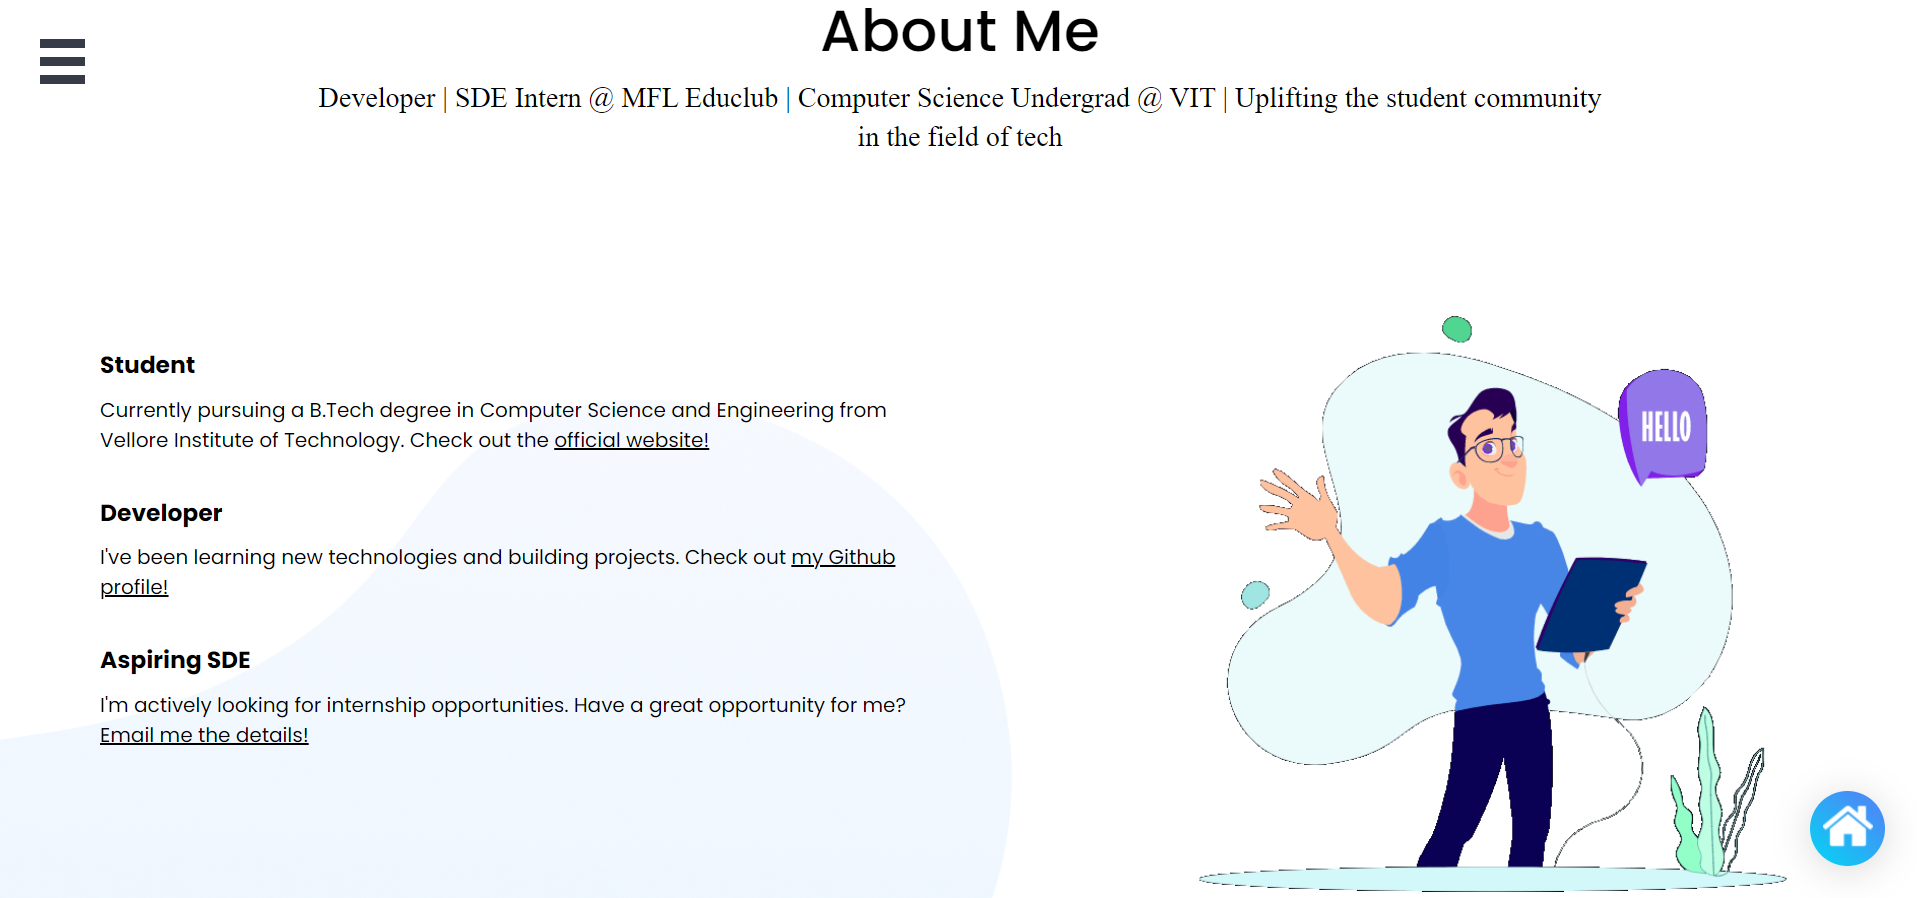 About Me
Developer | SDE Intern @ MFL Educlub | Computer Science Undergrad @ VIT | Uplifting the student community
in the field of tech
Student
Currently pursuing a B.Tech degree in Computer Science and Engineering from
Vellore Institute of Technology. Check out the official website!
Developer
I've been learning new technologies and building projects. Check out my Github
profile!
Aspiring SDE
I'm actively looking for internship opportunities. Have a great opportunity for me?
Email me the details!
HELLO